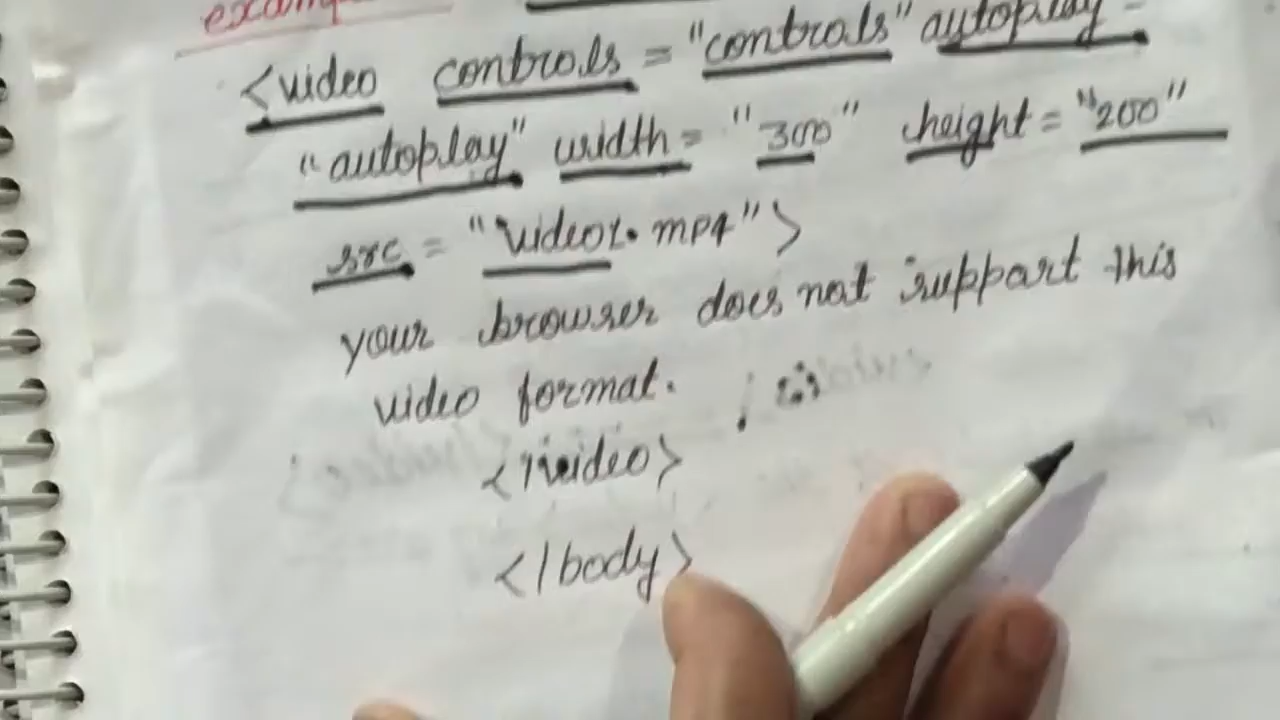 example
<video controls = "controls" autoplay =
"autoplay" width = "300" height = "200"
src = "video1.mp4">
your browser does not support this
video format.
</video>
</body>